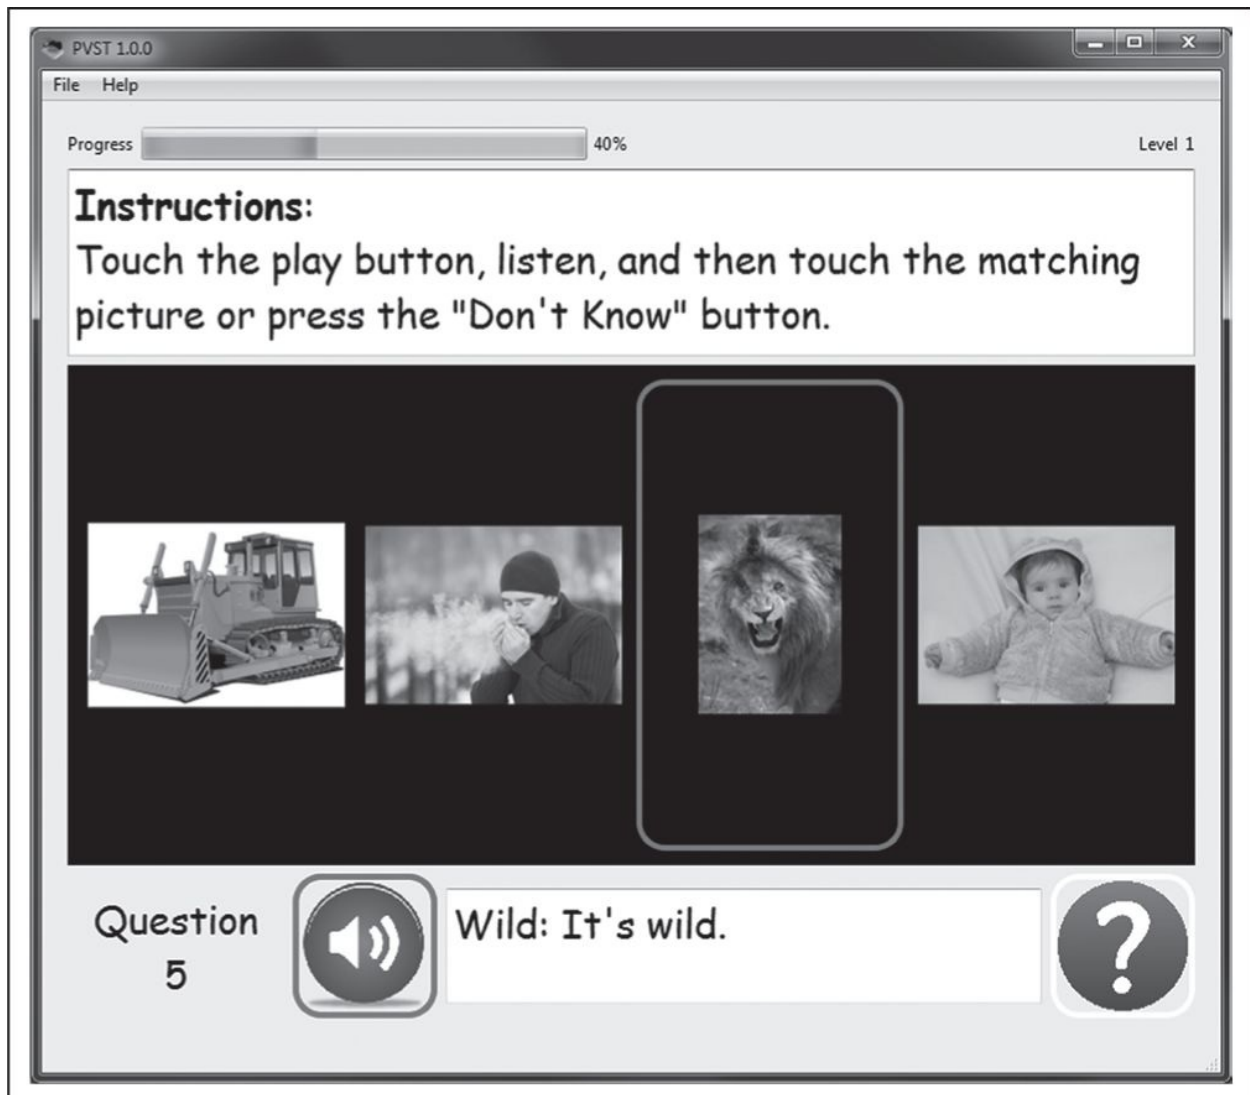 PVST 1.0.0
File Help
Progress 40% Level 1
Instructions:
Touch the play button, listen, and then touch the matching
picture or press the "Don't Know" button.
Question
5
Wild: It's wild.
?